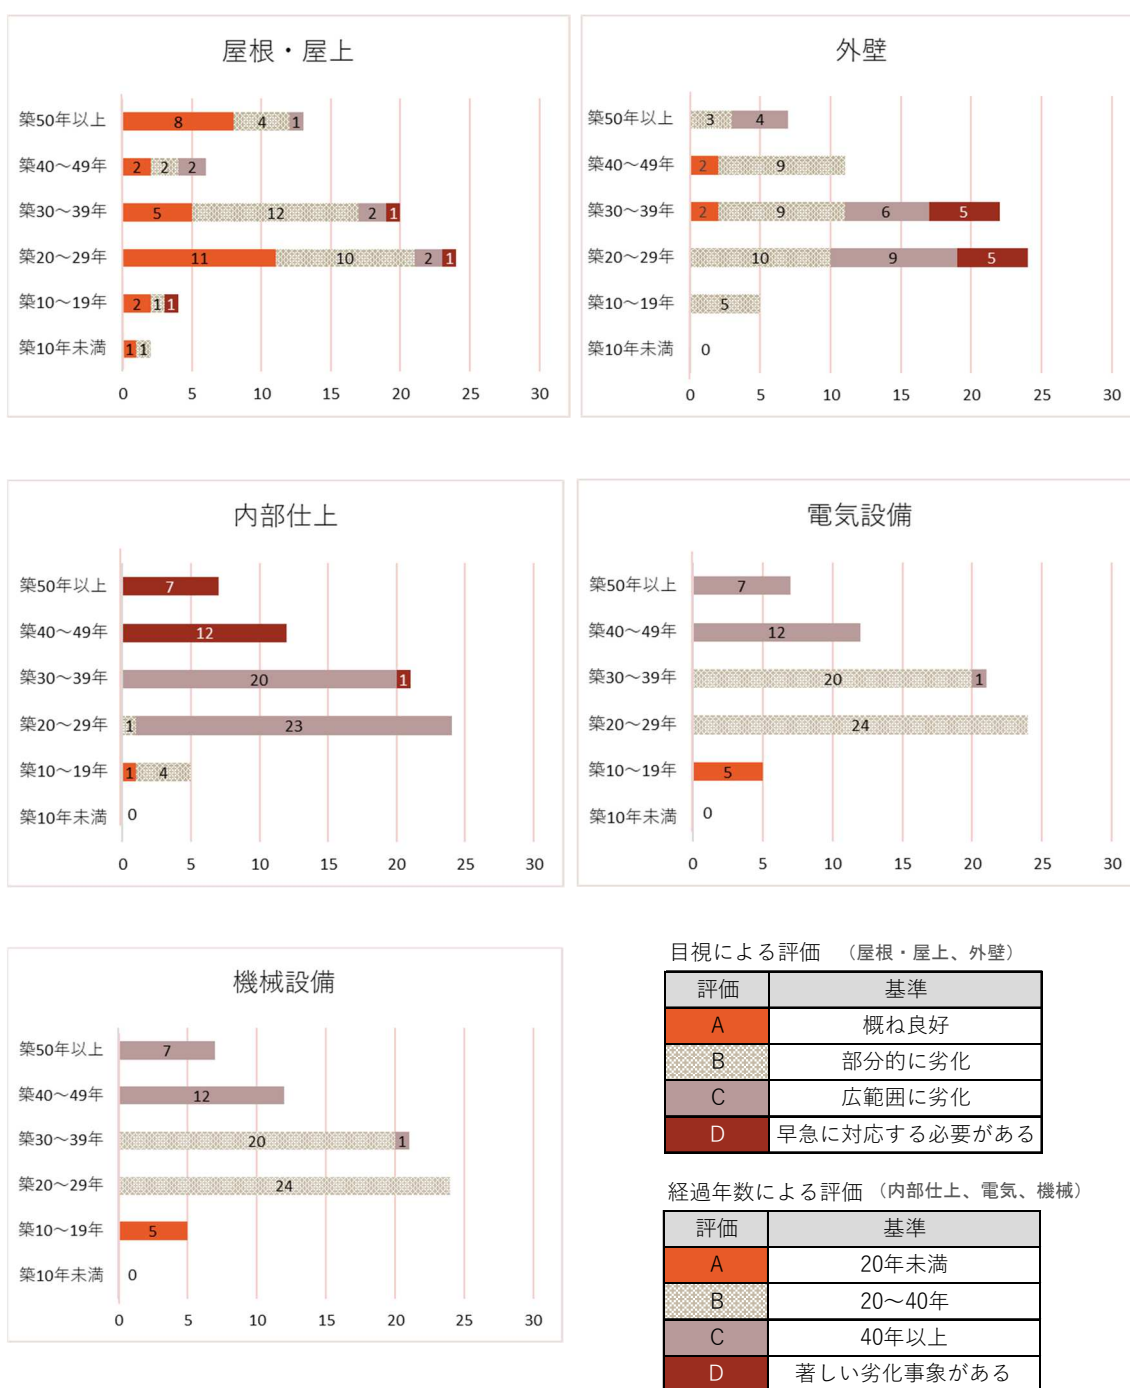 屋根・屋上
築50年以上 8 4 1
築40～49年 2 2 2
築30～39年 5 12 2 1
築20～29年 11 10 2 1
築10～19年 2 1 1
築10年未満 1 1
0 5 10 15 20 25 30
外壁
築50年以上 3 4
築40～49年 2 9
築30～39年 2 9 6 5
築20～29年 10 9 5
築10～19年 5
築10年未満 0
0 5 10 15 20 25 30
内部仕上
築50年以上 7
築40～49年 12
築30～39年 20 1
築20～29年 1 23
築10～19年 1 4
築10年未満 0
0 5 10 15 20 25 30
電気設備
築50年以上 7
築40～49年 12
築30～39年 20 1
築20～29年 24
築10～19年 5
築10年未満 0
0 5 10 15 20 25 30
機械設備
築50年以上 7
築40～49年 12
築30～39年 20 1
築20～29年 24
築10～19年 5
築10年未満 0
0 5 10 15 20 25 30
目視による評価 （屋根・屋上、外壁）
評価 基準
A 概ね良好
B 部分的に劣化
C 広範囲に劣化
D 早急に対応する必要がある
経過年数による評価 （内部仕上、電気、機械）
評価 基準
A 20年未満
B 20～40年
C 40年以上
D 著しい劣化事象がある